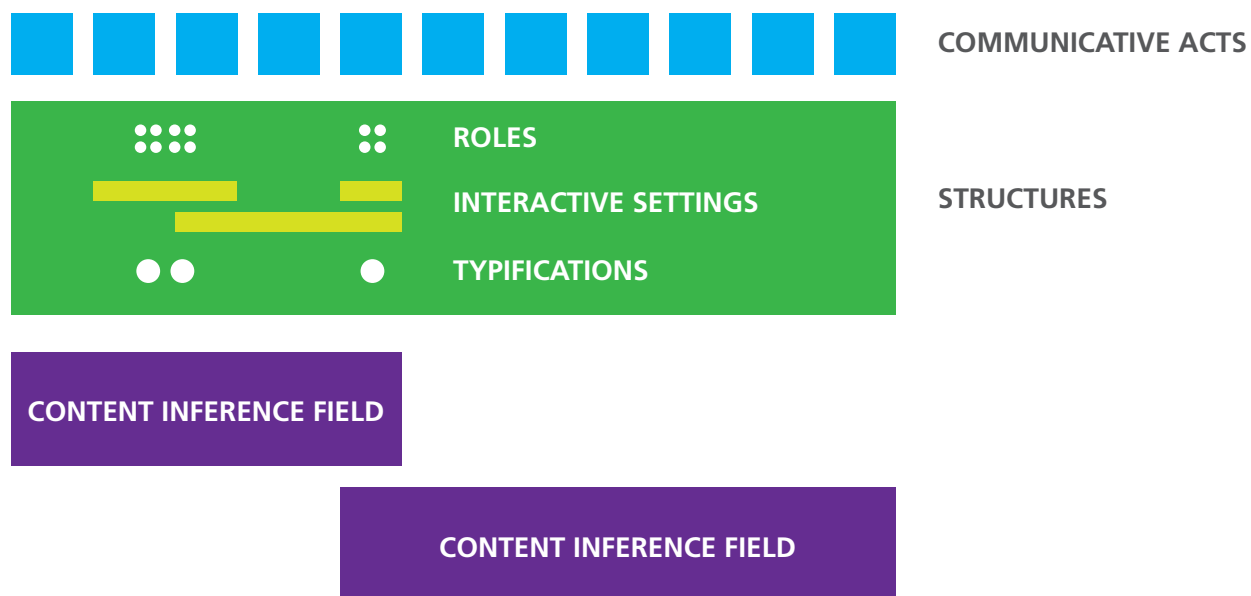 COMMUNICATIVE ACTS
ROLES
INTERACTIVE SETTINGS
STRUCTURES
TYPIFICATIONS
CONTENT INFERENCE FIELD
CONTENT INFERENCE FIELD